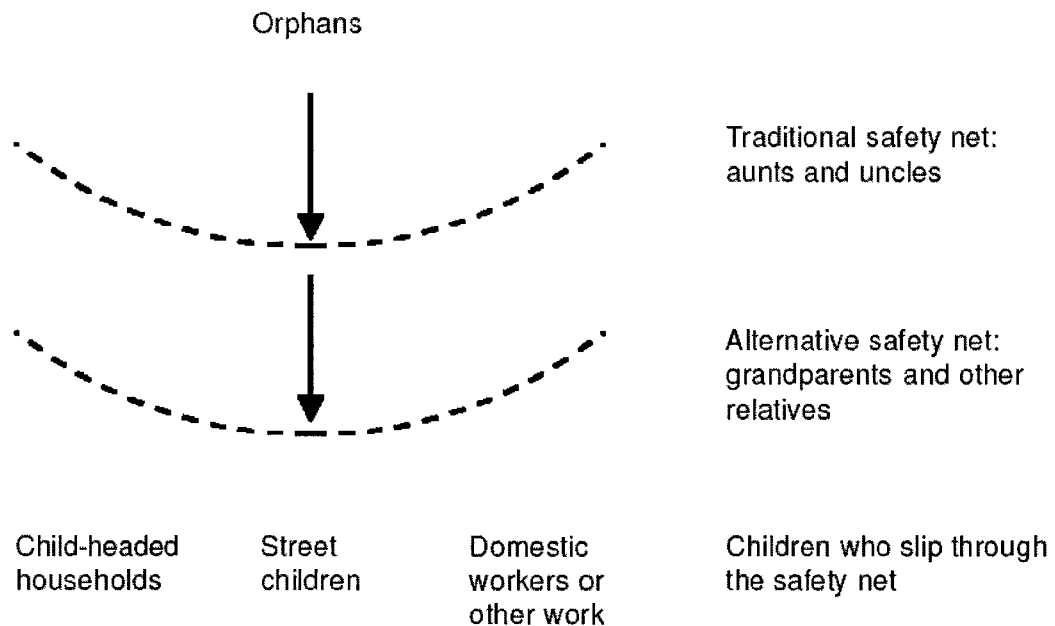 Orphans
Traditional safety net:
aunts and uncles
Alternative safety net:
grandparents and other
relatives
Child-headed
households
Street
children
Domestic
workers or
other work
Children who slip through
the safety net